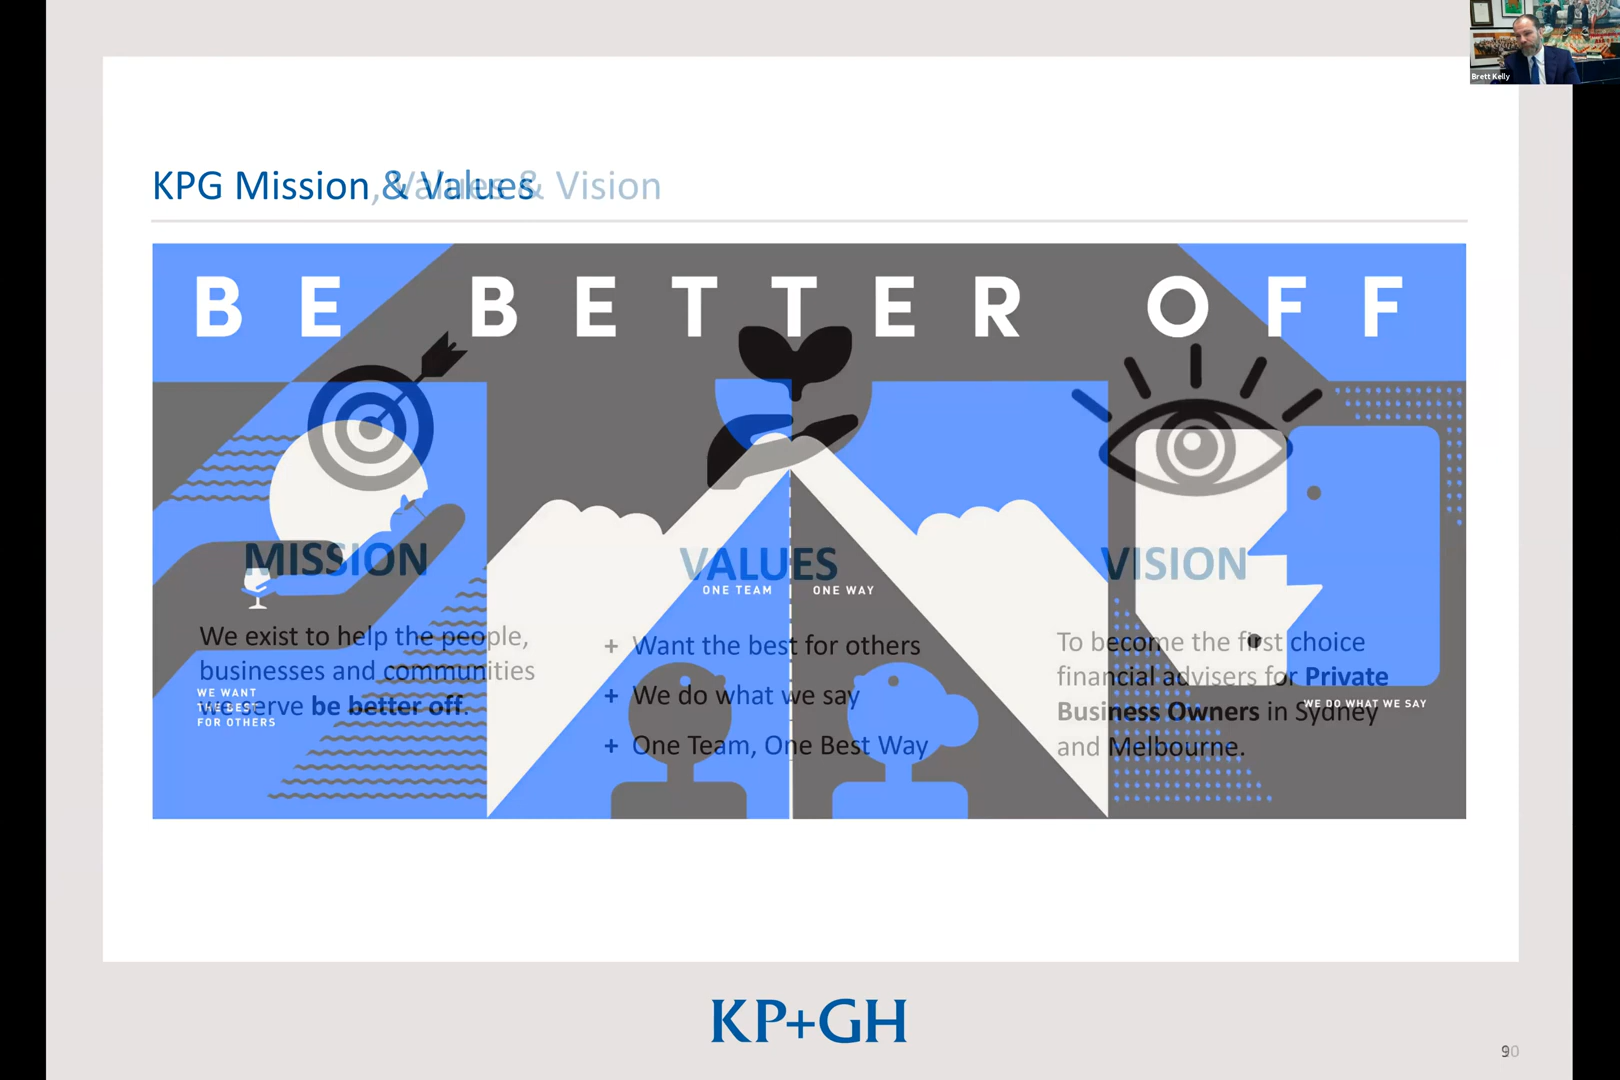 Brett Kelly
KPG Mission & Values
, Values & Vision
BE BETTER OFF
MISSION
VALUES
VISION
ONE TEAM
ONE WAY
We exist to help the people,
businesses and communities
we serve be better off.
WE WANT
THE BEST
FOR OTHERS
+ Want the best for others
+ We do what we say
+ One Team, One Best Way
To become the first choice
financial advisers for Private
Business Owners in Sydney
and Melbourne.
WE DO WHAT WE SAY
KP+GH